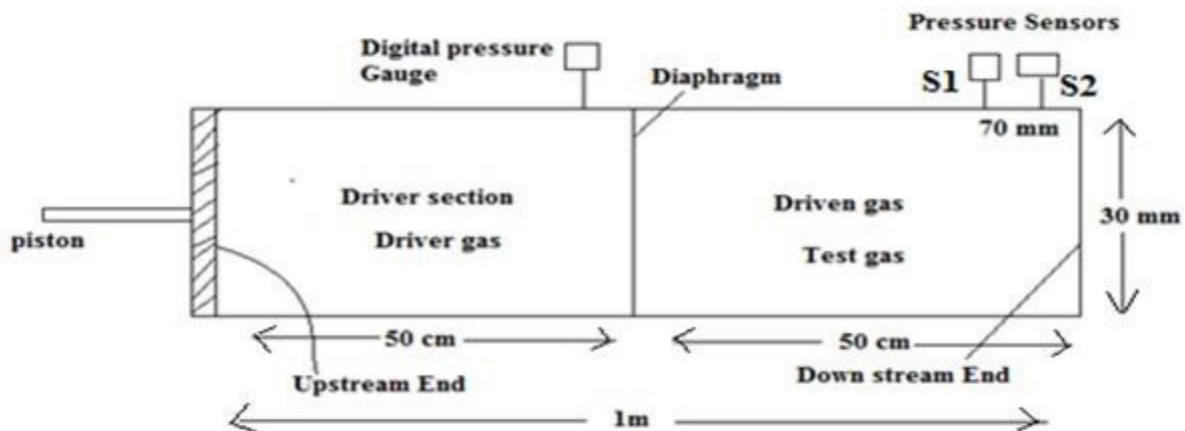 Pressure Sensors
Digital pressure
Gauge
Diaphragm
S1
S2
70 mm
Driver section
Driver gas
Driven gas
Test gas
30 mm
piston
50 cm
50 cm
Upstream End
Down stream End
1m